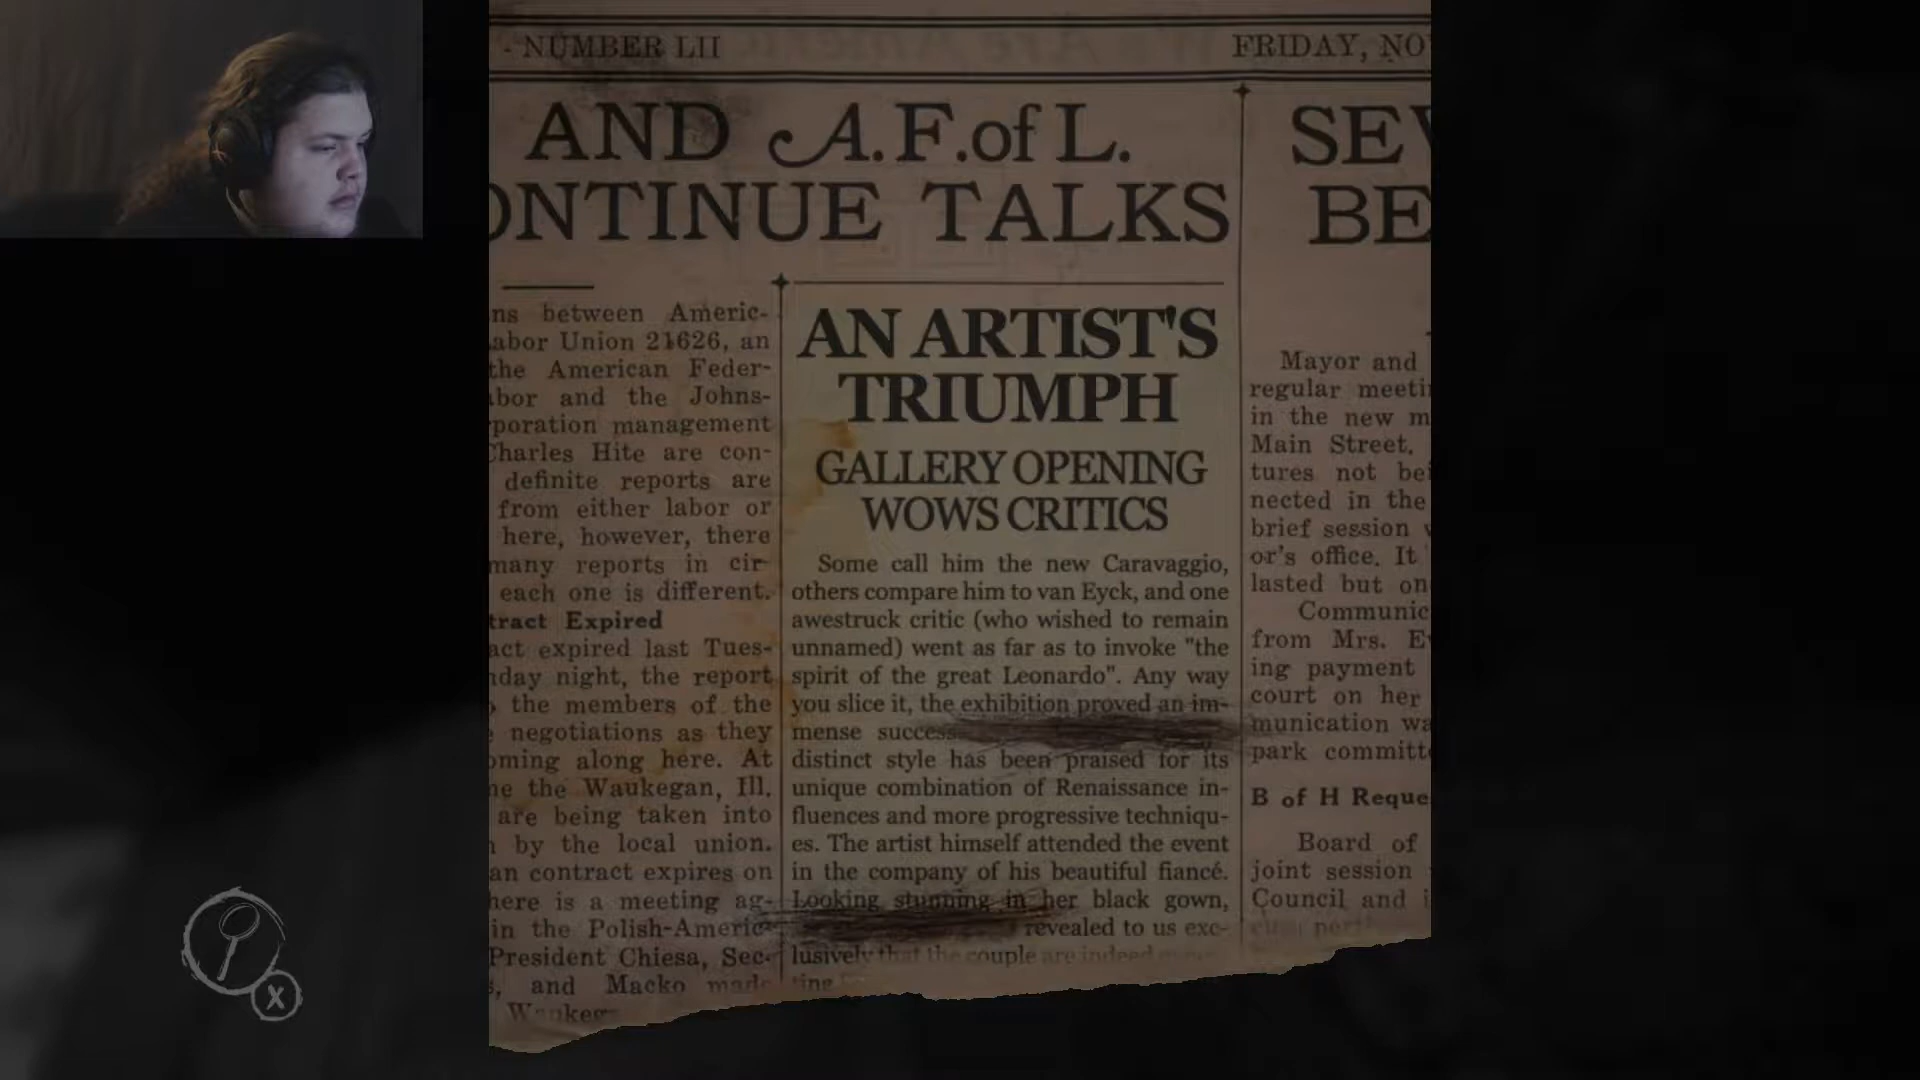 - NUMBER LII
FRIDAY, NO
AND A.F.of L.
ONTINUE TALKS
ns between Americ-
abor Union 21626, an
the American Feder-
abor and the Johns-
poration management
Charles Hite are con-
definite reports are
from either labor or
here, however, there
many reports in cir-
each one is different.
tract Expired
act expired last Tues-
day night, the report
the members of the
negotiations as they
oming along here. At
he the Waukegan, Ill.
are being taken into
by the local union.
an contract expires on
here is a meeting ag-
in the Polish-Americ-
President Chiesa, Sec-
s, and Macko made
Waukeg
AN ARTIST'S
TRIUMPH
GALLERY OPENING
WOWS CRITICS
Some call him the new Caravaggio,
others compare him to van Eyck, and one
awestruck critic (who wished to remain
unnamed) went as far as to invoke "the
spirit of the great Leonardo". Any way
you slice it, the exhibition proved an im-
mense success
distinct style has been praised for its
unique combination of Renaissance in-
fluences and more progressive techniqu-
es. The artist himself attended the event
in the company of his beautiful fiancé.
Looking stunning in her black gown,
revealed to us exc-
lusively that the couple are indeed
ting
SEV
BE
Mayor and
regular meeti
in the new m
Main Street.
tures not bei
nected in the
brief session
or's office. It
lasted but on
Communic
from Mrs. E
ing payment
court on her
munication wa
park committe
B of H Reque
Board of
joint session
Council and i
X